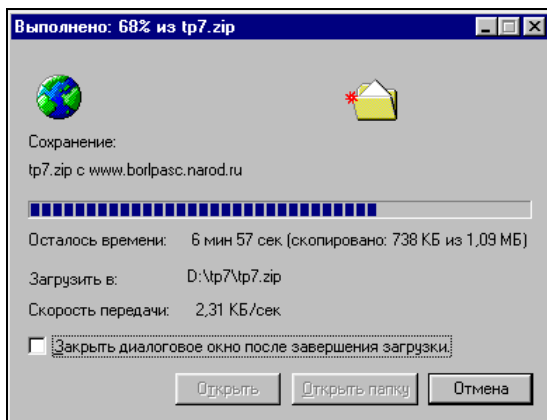 Выполнено: 68% из tp7.zip
Сохранение:
tp7.zip с www.borlpasc.narod.ru
Осталось времени: 6 мин 57 сек (скопировано: 738 КБ из 1,09 МБ)
Загрузить в: D:\tp7\tp7.zip
Скорость передачи: 2,31 КБ/сек
Закрыть диалоговое окно после завершения загрузки.
Открыть Открыть папку Отмена